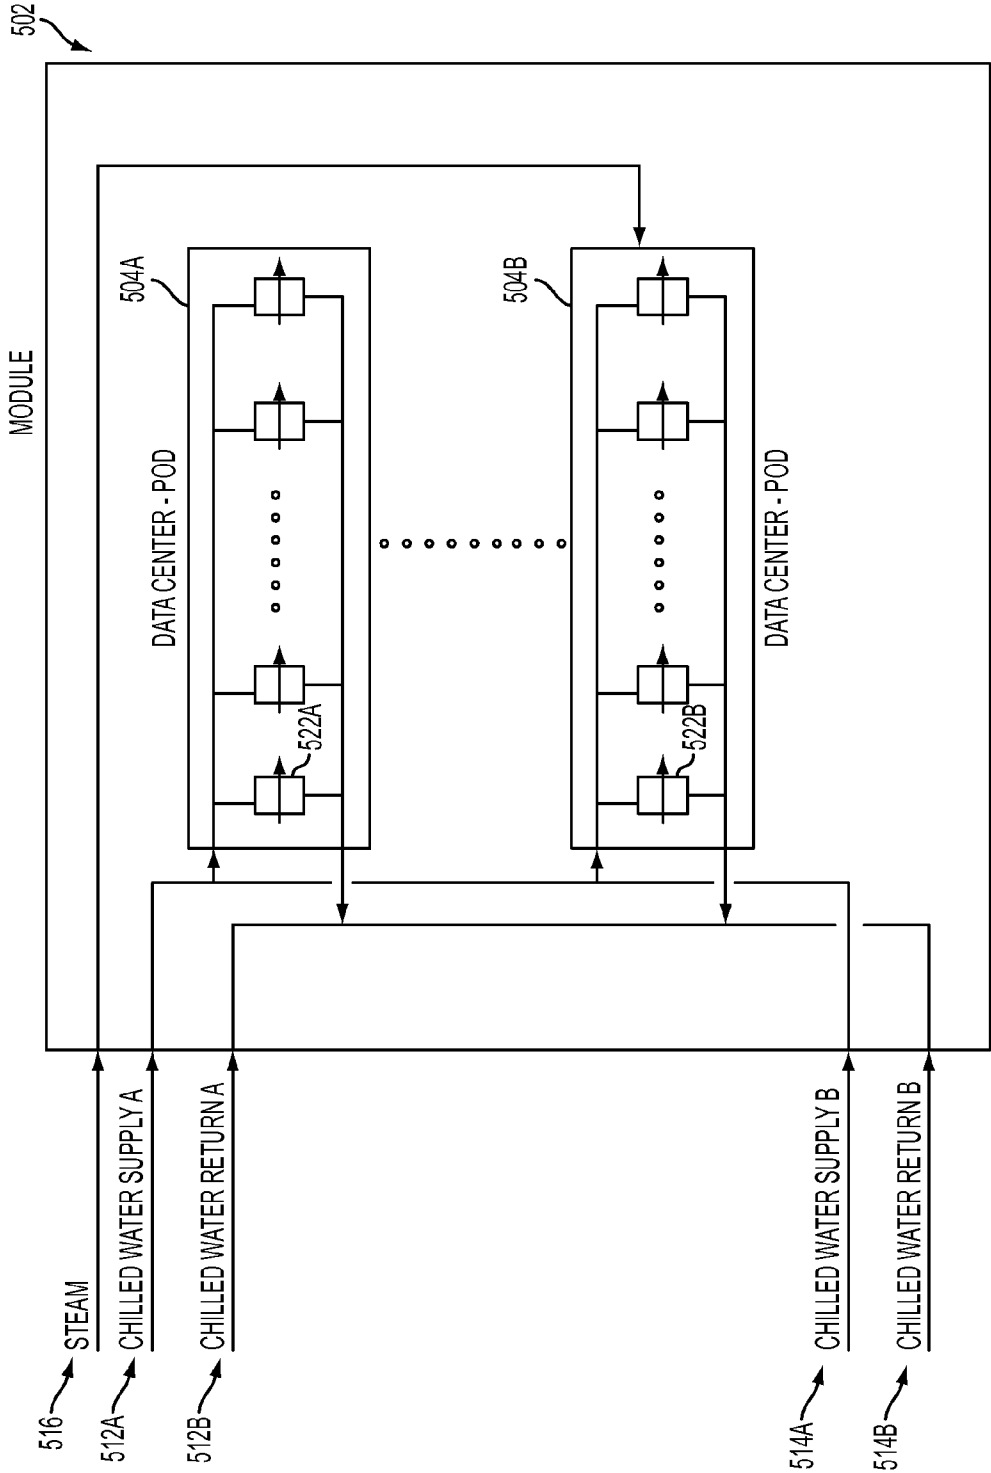 502
MODULE
504A
DATA CENTER - POD
522A
504B
DATA CENTER - POD
522B
516
STEAM
512A
CHILLED WATER SUPPLY A
512B
CHILLED WATER RETURN A
514A
CHILLED WATER SUPPLY B
514B
CHILLED WATER RETURN B